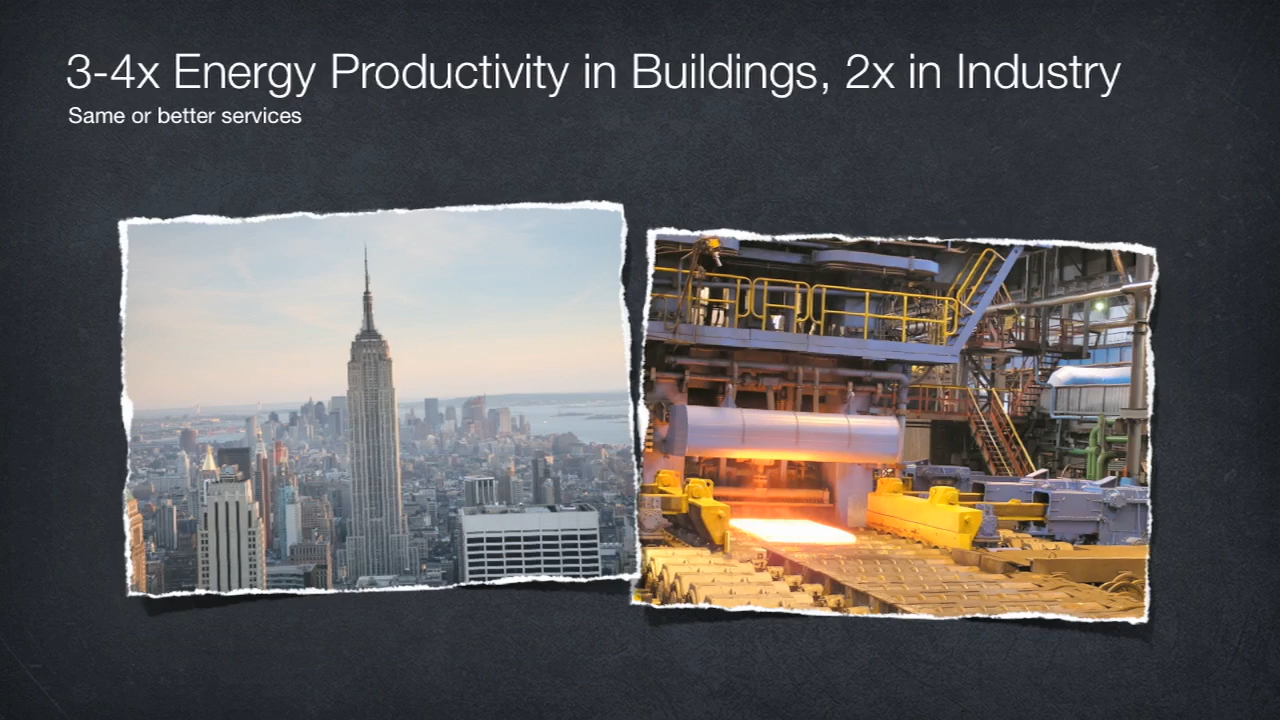 3-4x Energy Productivity in Buildings, 2x in Industry
Same or better services